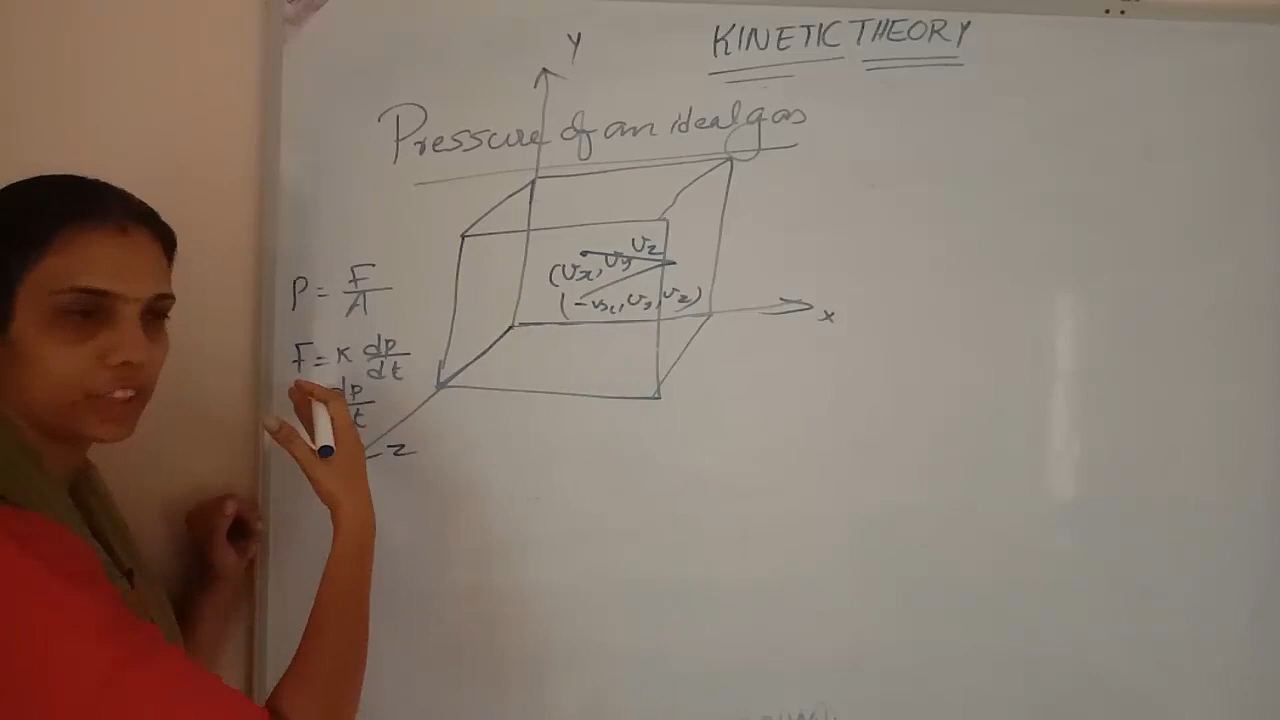 KINETIC THEORY
Y
Pressure of an ideal gas
(vx, vy vz
(-vx, vy, vz)
P = F/A
x
F = K dp/dt
dp/t
z